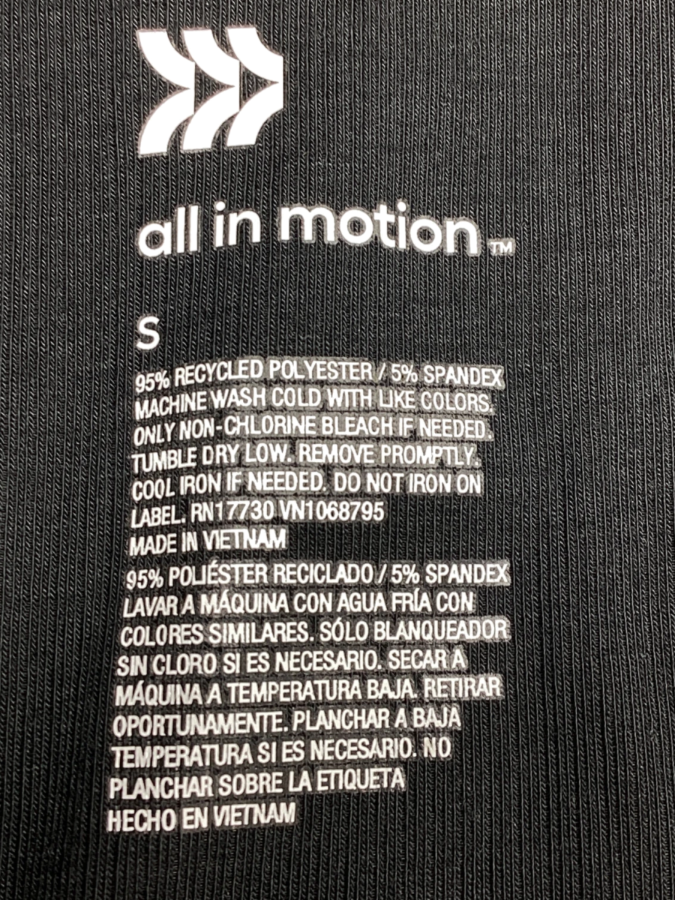 all in motion™
S
95% RECYCLED POLYESTER / 5% SPANDEX
MACHINE WASH COLD WITH LIKE COLORS.
ONLY NON-CHLORINE BLEACH IF NEEDED.
TUMBLE DRY LOW. REMOVE PROMPTLY.
COOL IRON IF NEEDED. DO NOT IRON ON
LABEL. RN17730 VN1068795
MADE IN VIETNAM
95% POLIÉSTER RECICLADO / 5% SPANDEX
LAVAR A MÁQUINA CON AGUA FRÍA CON
COLORES SIMILARES. SÓLO BLANQUEADOR
SIN CLORO SI ES NECESARIO. SECAR A
MÁQUINA A TEMPERATURA BAJA. RETIRAR
OPORTUNAMENTE. PLANCHAR A BAJA
TEMPERATURA SI ES NECESARIO. NO
PLANCHAR SOBRE LA ETIQUETA
HECHO EN VIETNAM